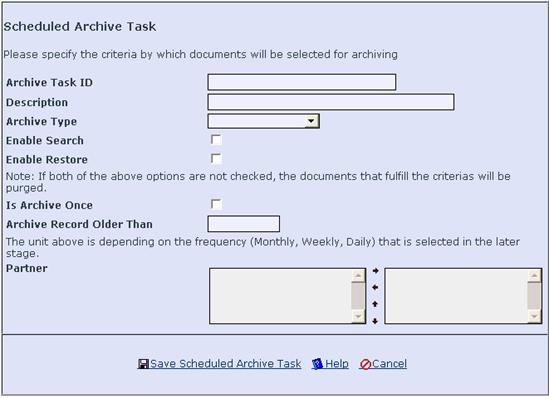 Scheduled Archive Task
Please specify the criteria by which documents will be selected for archiving
Archive Task ID
Description
Archive Type
Enable Search
Enable Restore
Note: If both of the above options are not checked, the documents that fulfill the criterias will be
purged.
Is Archive Once
Archive Record Older Than
The unit above is depending on the frequency (Monthly, Weekly, Daily) that is selected in the later
stage.
Partner
Save Scheduled Archive Task Help Cancel